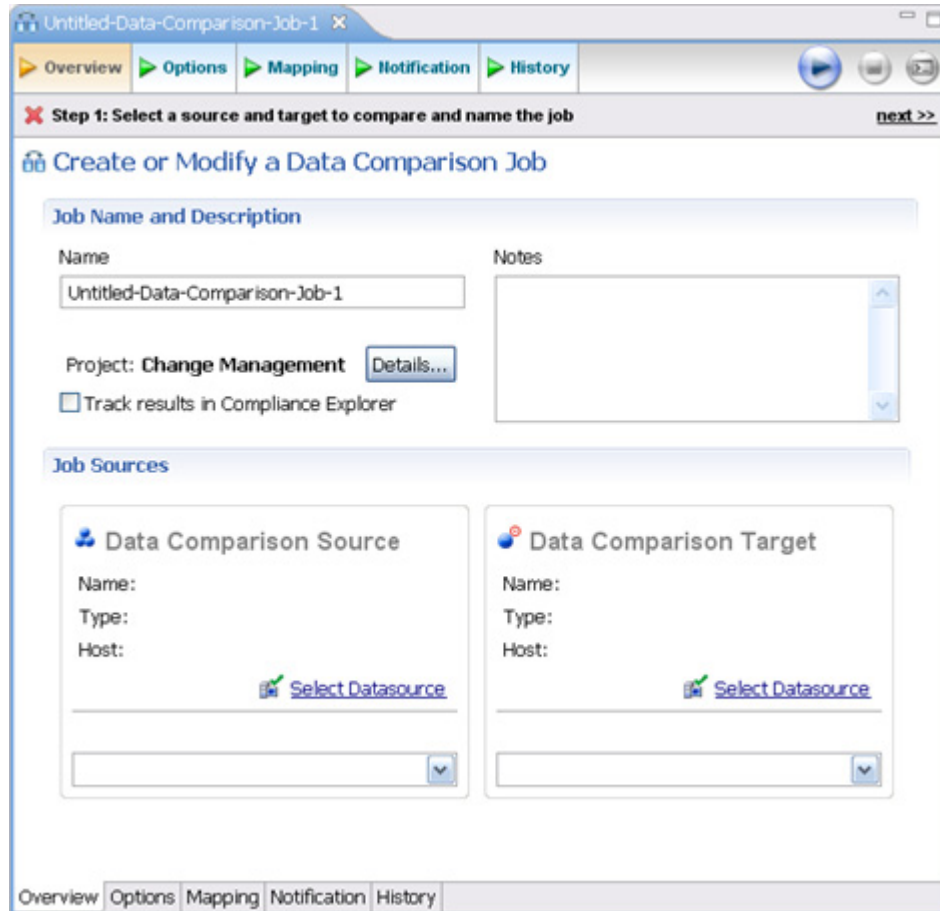 Untitled-Data-Comparison-Job-1
Overview Options Mapping Notification History
Step 1: Select a source and target to compare and name the job next >>
Create or Modify a Data Comparison Job
Job Name and Description
Name Notes
Untitled-Data-Comparison-Job-1
Project: Change Management Details...
Track results in Compliance Explorer
Job Sources
Data Comparison Source Data Comparison Target
Name: Name:
Type: Type:
Host: Host:
Select Datasource Select Datasource
Overview Options Mapping Notification History